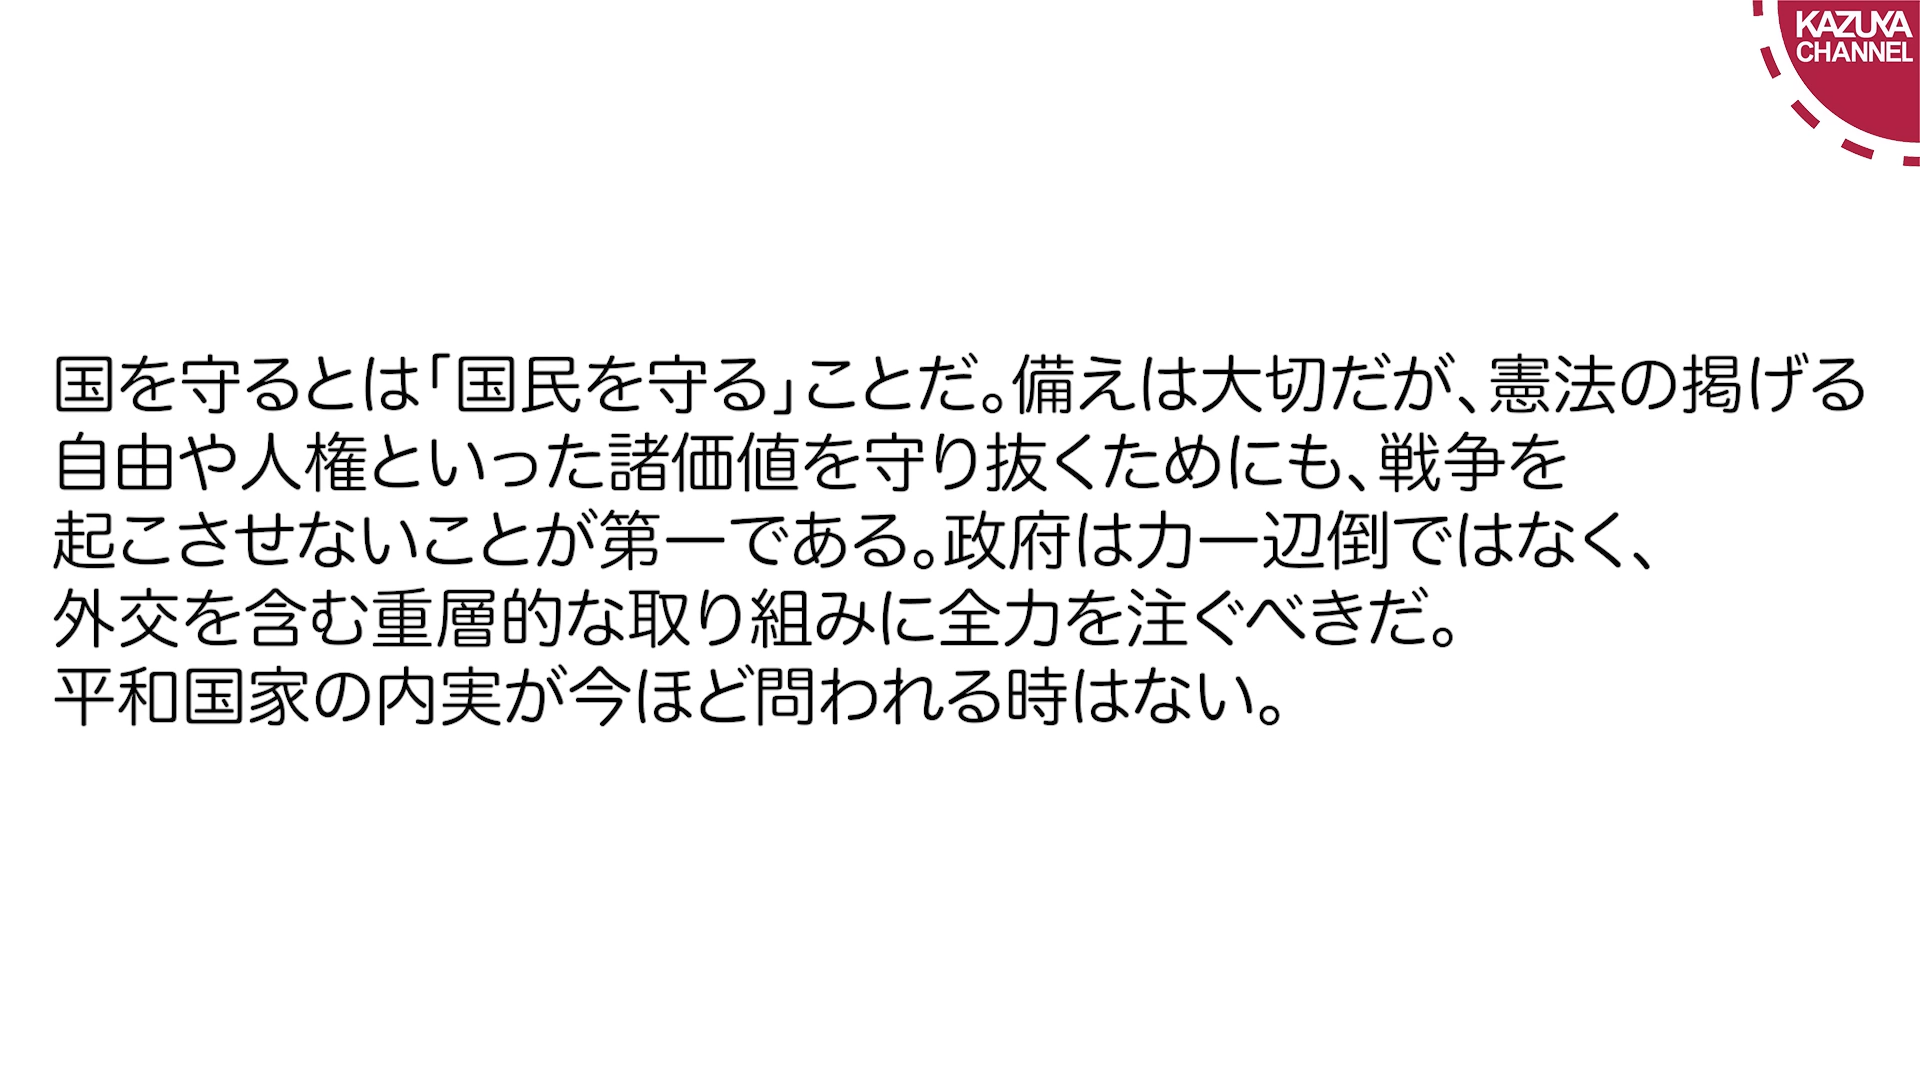 KAZUYA
CHANNEL
国を守るとは「国民を守る」ことだ。備えは大切だが、憲法の掲げる
自由や人権といった諸価値を守り抜くためにも、戦争を
起こさせないことが第一である。政府は力一辺倒ではなく、
外交を含む重層的な取り組みに全力を注ぐべきだ。
平和国家の内実が今ほど問われる時はない。